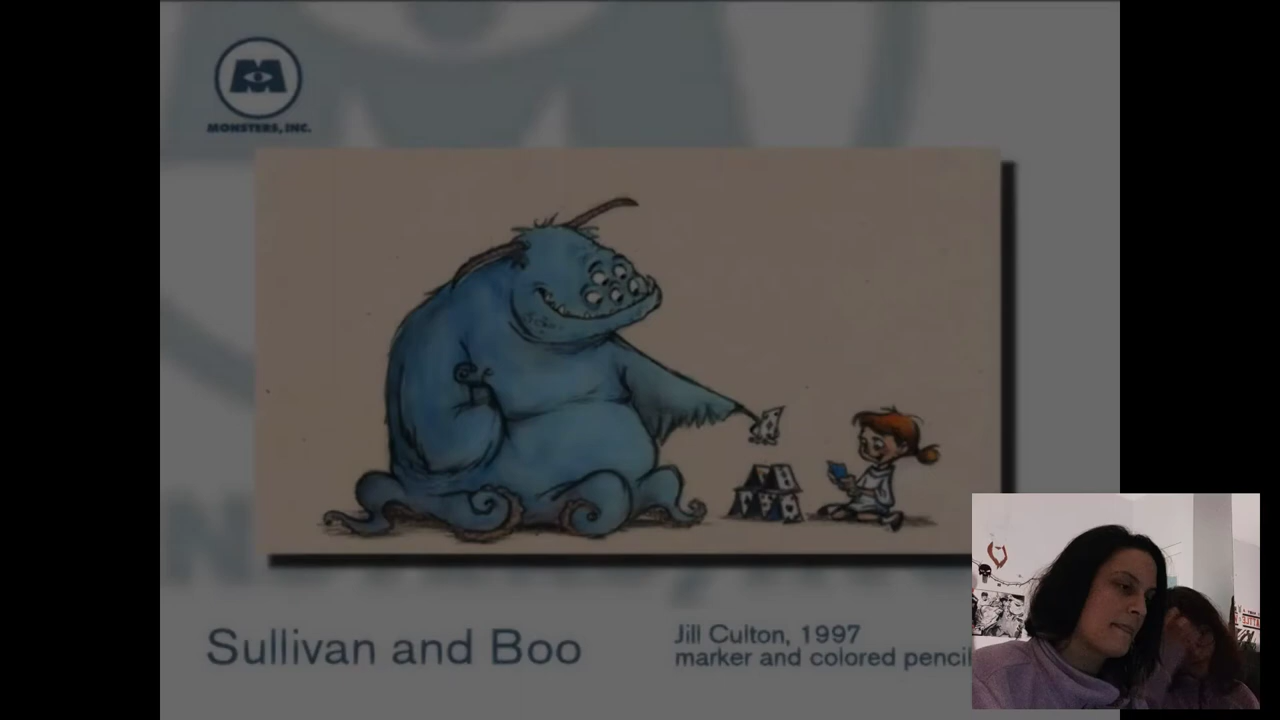 MONSTERS, INC.
Sullivan and Boo
Jill Culton, 1997
marker and colored pencil